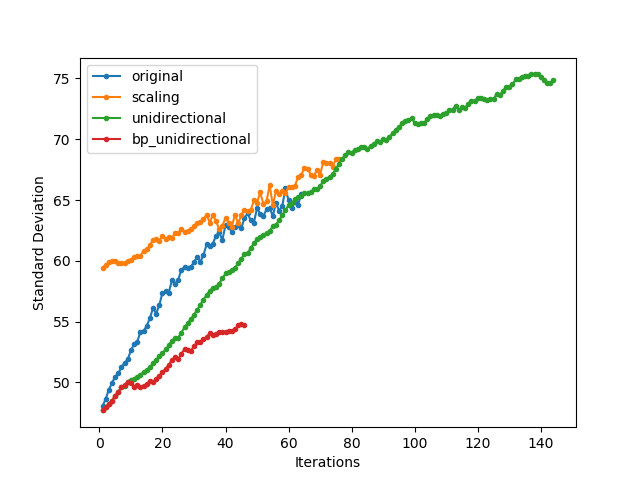 original
scaling
unidirectional
bp_unidirectional
75
70
65
60
55
50
Standard Deviation
0 20 40 60 80 100 120 140
Iterations